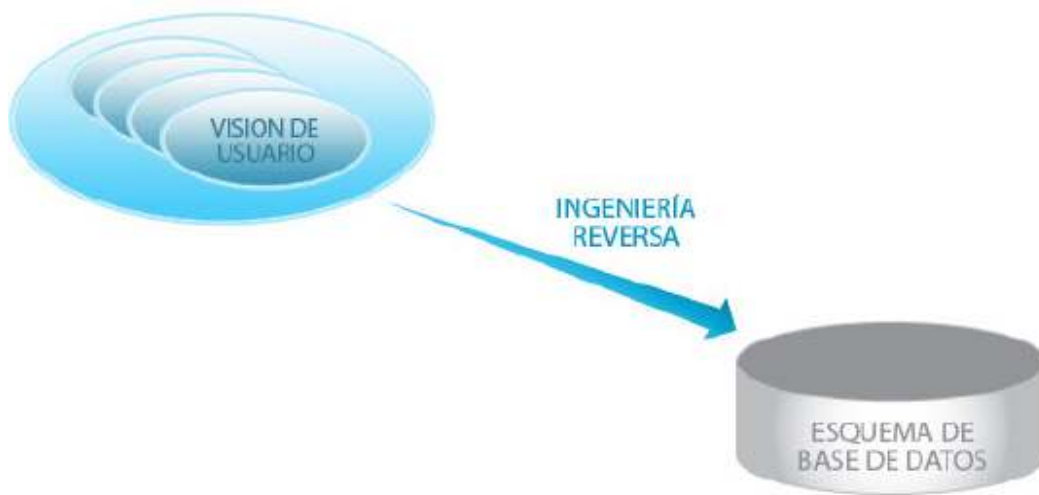 VISION DE
USUARIO
INGENIERÍA
REVERSA
ESQUEMA DE
BASE DE DATOS